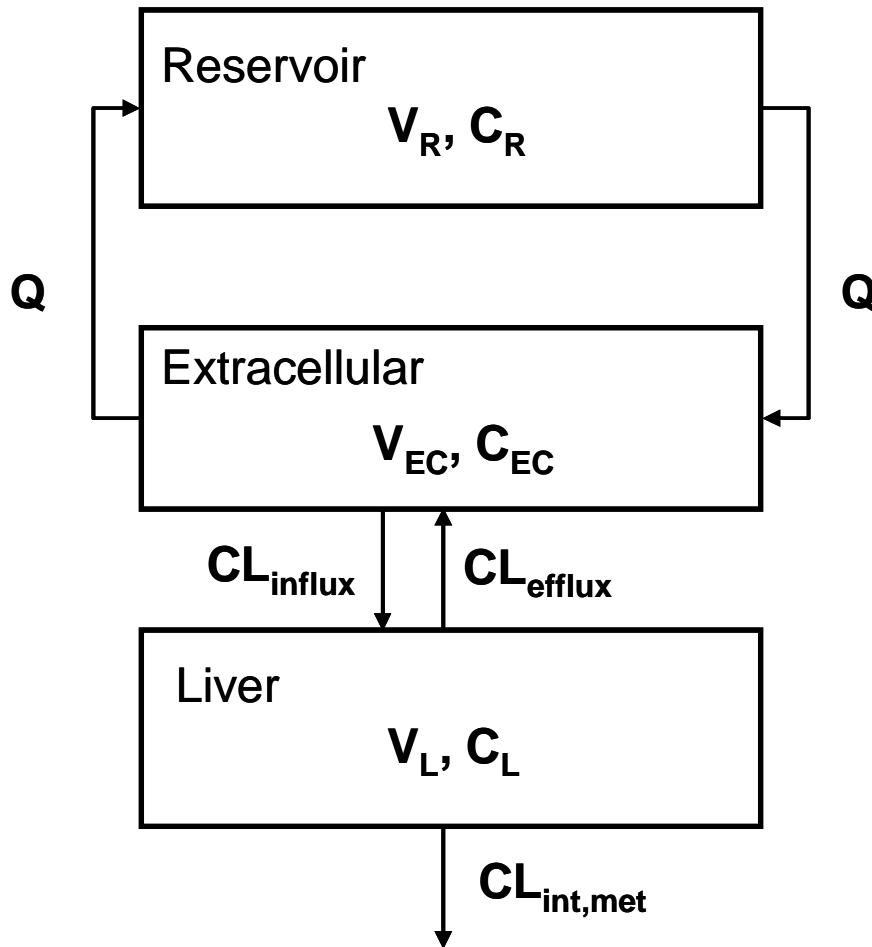 Reservoir
V_R, C_R
Q
Q
Extracellular
V_EC, C_EC
CL_influx
CL_efflux
Liver
V_L, C_L
CL_int,met